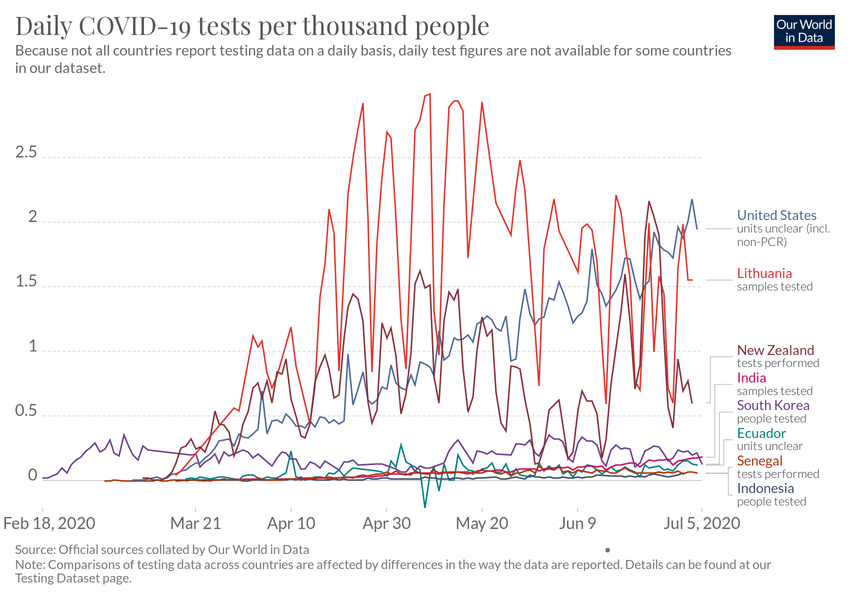 Daily COVID-19 tests per thousand people
Our World
in Data
Because not all countries report testing data on a daily basis, daily test figures are not available for some countries
in our dataset.
2.5
2
1.5
1
0.5
0
United States
units unclear (incl.
non-PCR)
Lithuania
samples tested
New Zealand
tests performed
India
samples tested
South Korea
people tested
Ecuador
units unclear
Senegal
tests performed
Indonesia
people tested
Feb 18, 2020
Mar 21
Apr 10
Apr 30
May 20
Jun 9
Jul 5, 2020
Source: Official sources collated by Our World in Data
Note: Comparisons of testing data across countries are affected by differences in the way the data are reported. Details can be found at our
Testing Dataset page.